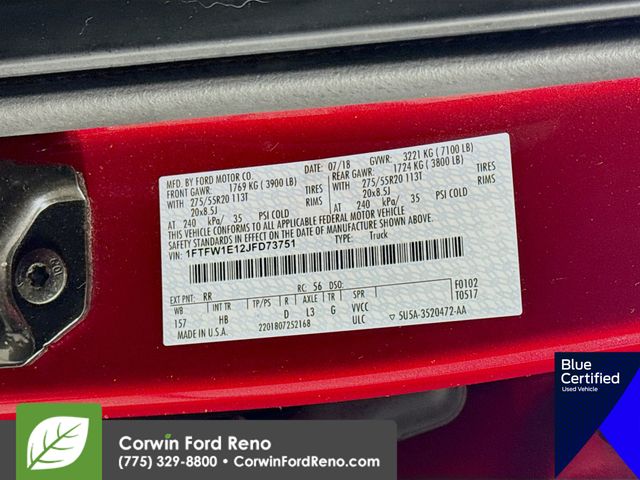 MFD. BY FORD MOTOR CO.
DATE: 07/18
GVWR: 3221 KG ( 7100 LB)
FRONT GAWR: 1769 KG (3900 LB)
REAR GAWR: 1724 KG (3800 LB)
WITH 275/55R20 113T TIRES
WITH 275/55R20 113T TIRES
20x8.5J RIMS
20x8.5J RIMS
AT 240 kPa/ 35 PSI COLD
AT 240 kPa/ 35 PSI COLD
THIS VEHICLE CONFORMS TO ALL APPLICABLE FEDERAL MOTOR VEHICLE
SAFETY STANDARDS IN EFFECT ON THE DATE OF MANUFACTURE SHOWN ABOVE.
1FTFW1E12JFD73751
TYPE: Truck
EXT PNT: RR RC: 56 DSO: F0102
WB INT TR TP/PS R AXLE TR SPR T0517
157 HB D L3 G VVCC
MADE IN U.S.A. 2201807252168 ULC ▽ 5U5A-3520472-AA
Blue
Certified
Used Vehicle
Corwin Ford Reno
(775) 329-8800 • CorwinFordReno.com